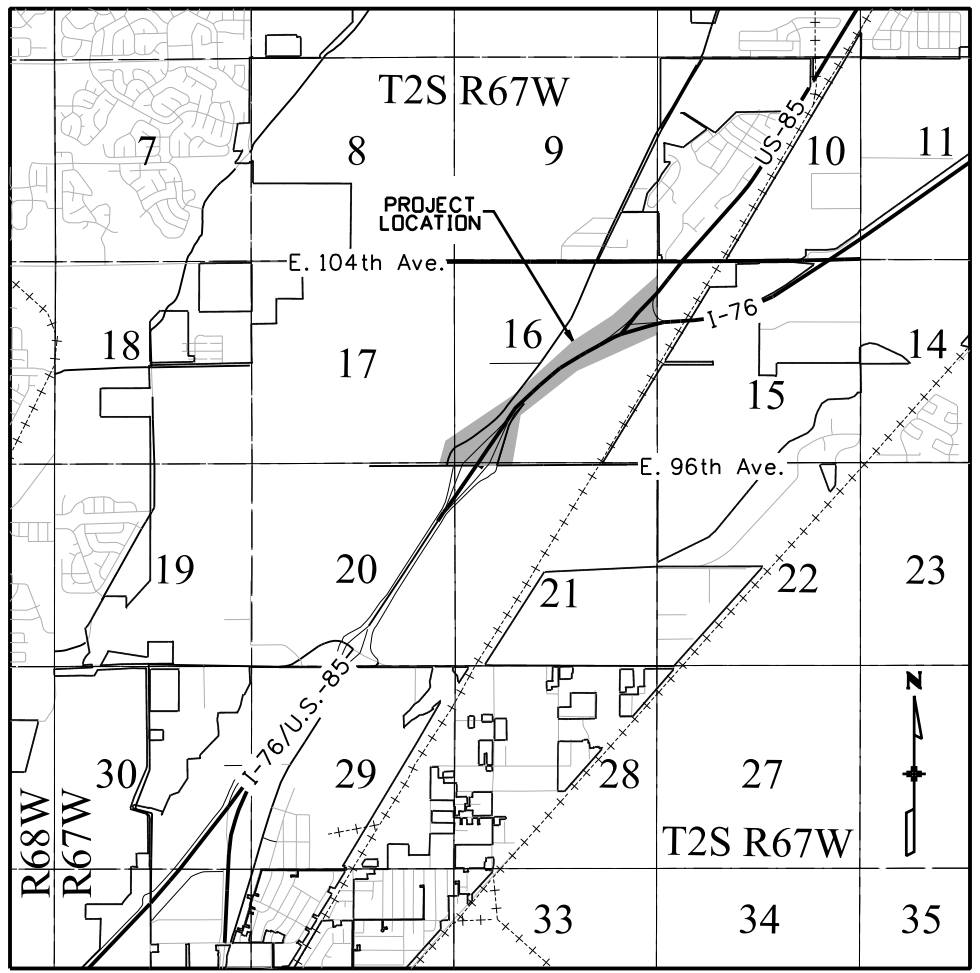 T2S R67W
7
8
9
10
11
US-85
PROJECT
LOCATION
E. 104th Ave.
I-76
18
17
16
15
14
E. 96th Ave.
19
20
21
22
23
N
I-76/U.S.-85
30
29
28
27
R68W
R67W
T2S R67W
33
34
35